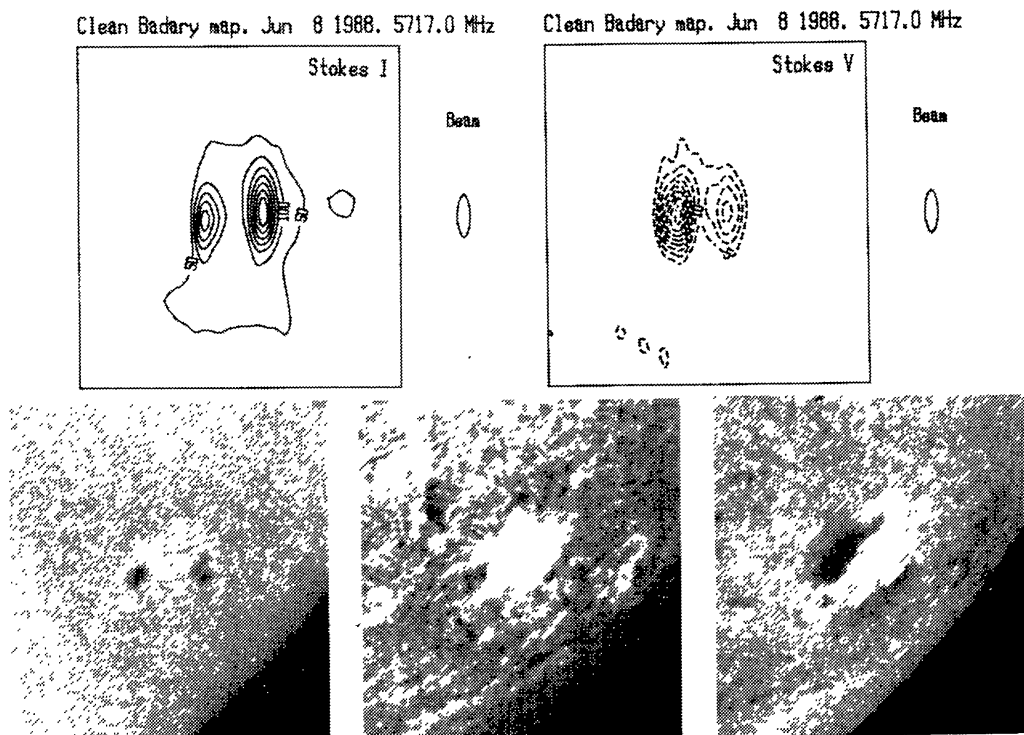 Clean Badary map. Jun 8 1988. 5717.0 MHz
Clean Badary map. Jun 8 1988. 5717.0 MHz
Stokes I
Stokes V
Beam
Beam